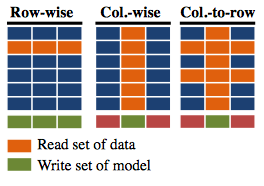 Row-wise Col.-wise Col.-to-row
Read set of data
Write set of model